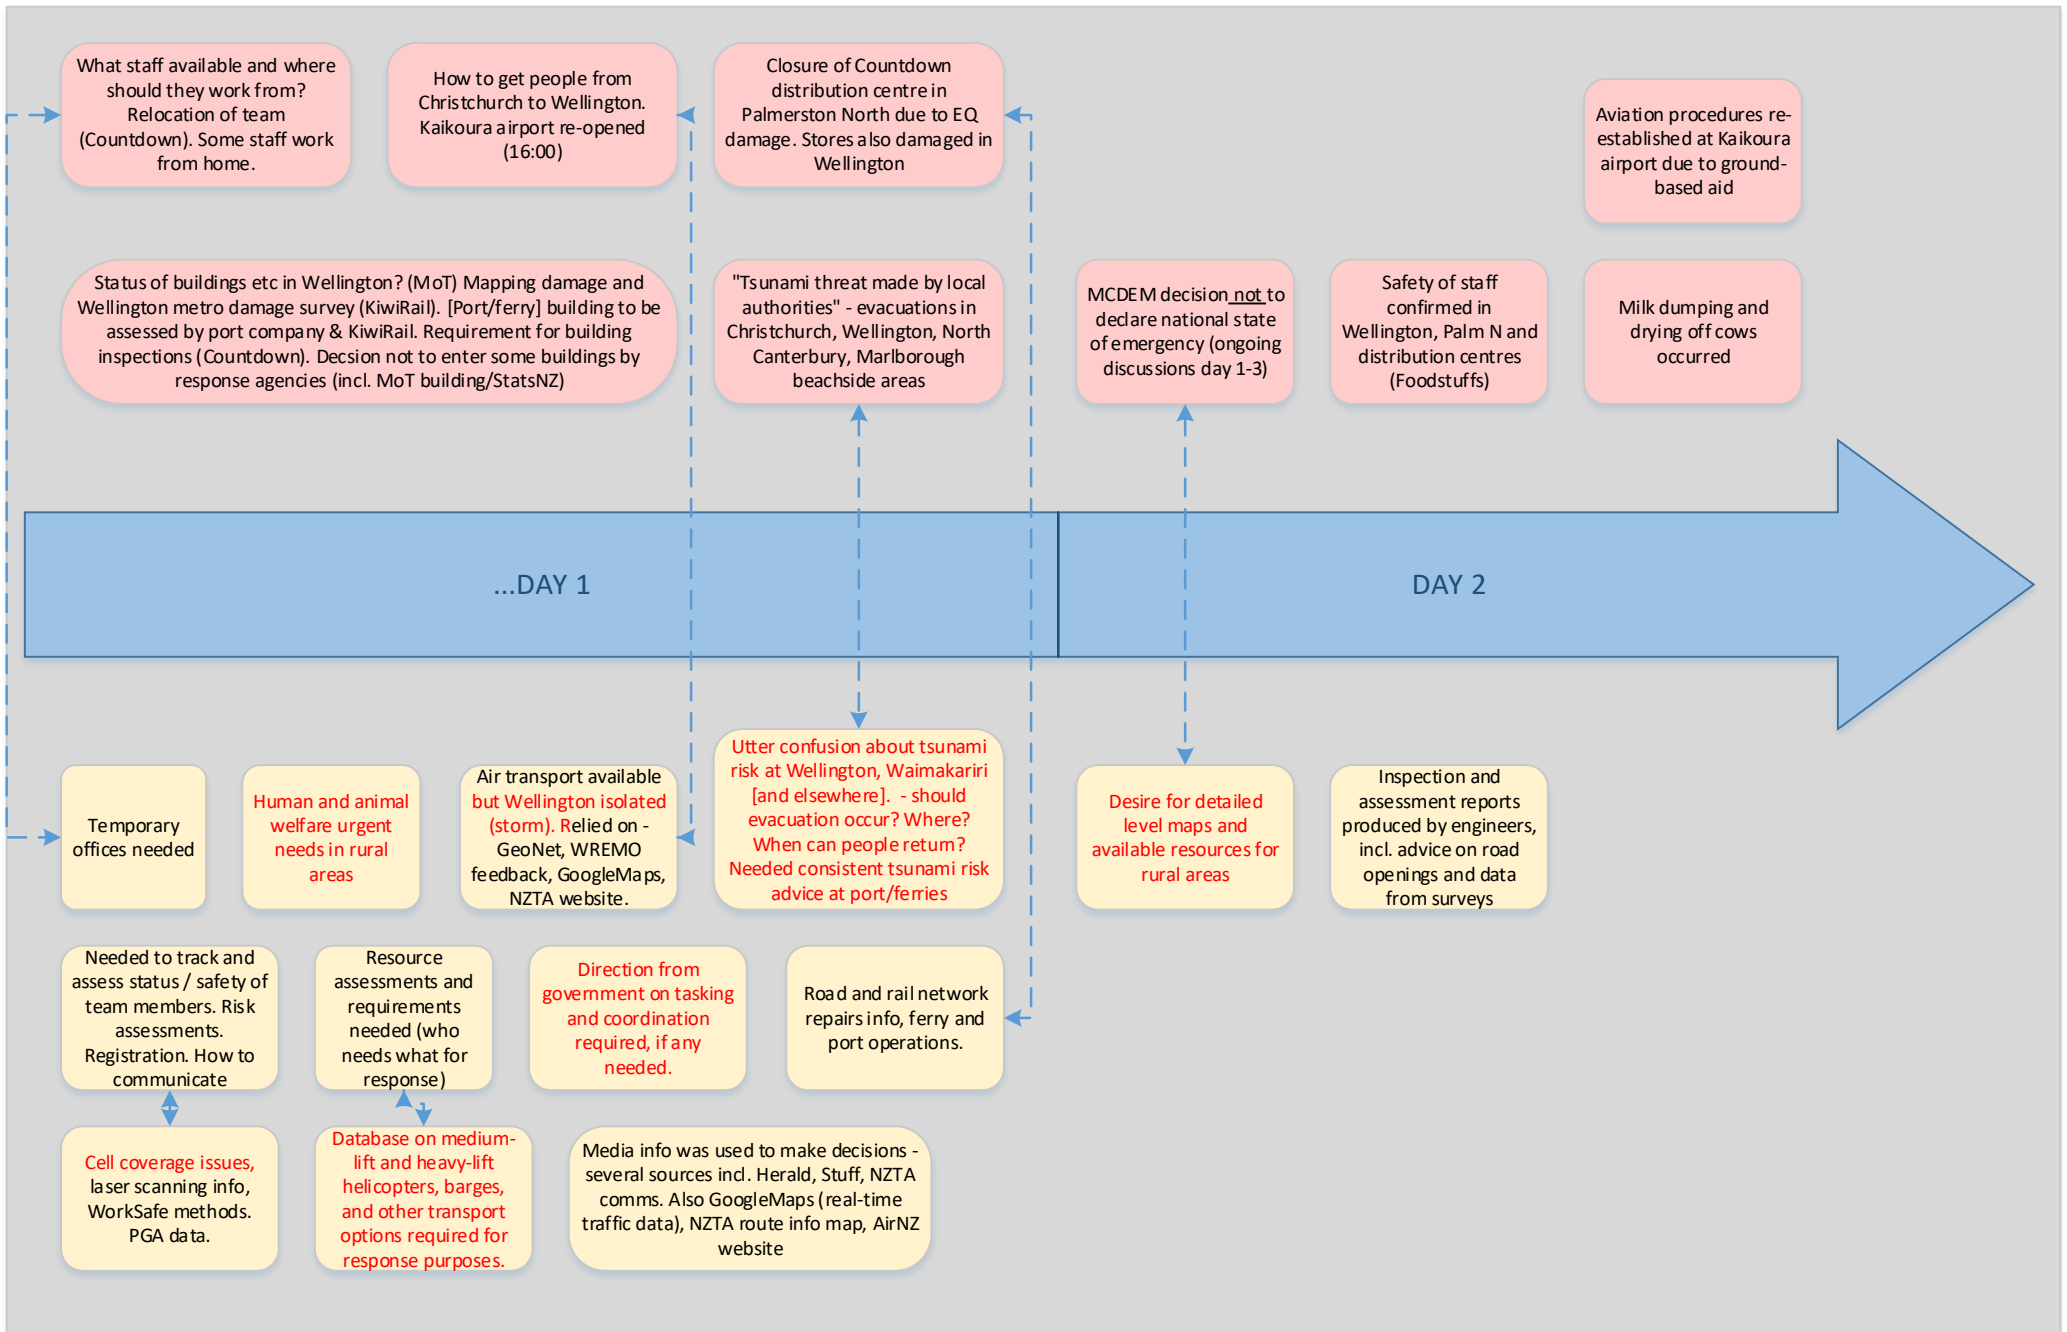 What staff available and where
should they work from?
Relocation of team
(Countdown). Some staff work
from home.
How to get people from
Christchurch to Wellington.
Kaikoura airport re-opened
(16:00)
Closure of Countdown
distribution centre in
Palmerston North due to EQ
damage. Stores also damaged in
Wellington
Aviation procedures re-
established at Kaikoura
airport due to ground-
based aid
Status of buildings etc in Wellington? (MoT) Mapping damage and
Wellington metro damage survey (KiwiRail). [Port/ferry] building to be
assessed by port company & KiwiRail. Requirement for building
inspections (Countdown). Decsion not to enter some buildings by
response agencies (incl. MoT building/StatsNZ)
"Tsunami threat made by local
authorities" - evacuations in
Christchurch, Wellington, North
Canterbury, Marlborough
beachside areas
MCDEM decision not to
declare national state
of emergency (ongoing
discussions day 1-3)
Safety of staff
confirmed in
Wellington, Palm N and
distribution centres
(Foodstuffs)
Milk dumping and
drying off cows
occurred
...DAY 1
DAY 2
Temporary
offices needed
Human and animal
welfare urgent
needs in rural
areas
Air transport available
but Wellington isolated
(storm). Relied on -
GeoNet, WREMO
feedback, GoogleMaps,
NZTA website.
Utter confusion about tsunami
risk at Wellington, Waimakariri
[and elsewhere]. - should
evacuation occur? Where?
When can people return?
Needed consistent tsunami risk
advice at port/ferries
Desire for detailed
level maps and
available resources for
rural areas
Inspection and
assessment reports
produced by engineers,
incl. advice on road
openings and data
from surveys
Needed to track and
assess status / safety of
team members. Risk
assessments.
Registration. How to
communicate
Resource
assessments and
requirements
needed (who
needs what for
response)
Direction from
government on tasking
and coordination
required, if any
needed.
Road and rail network
repairs info, ferry and
port operations.
Cell coverage issues,
laser scanning info,
WorkSafe methods.
PGA data.
Database on medium-
lift and heavy-lift
helicopters, barges,
and other transport
options required for
response purposes.
Media info was used to make decisions -
several sources incl. Herald, Stuff, NZTA
comms. Also GoogleMaps (real-time
traffic data), NZTA route info map, AirNZ
website